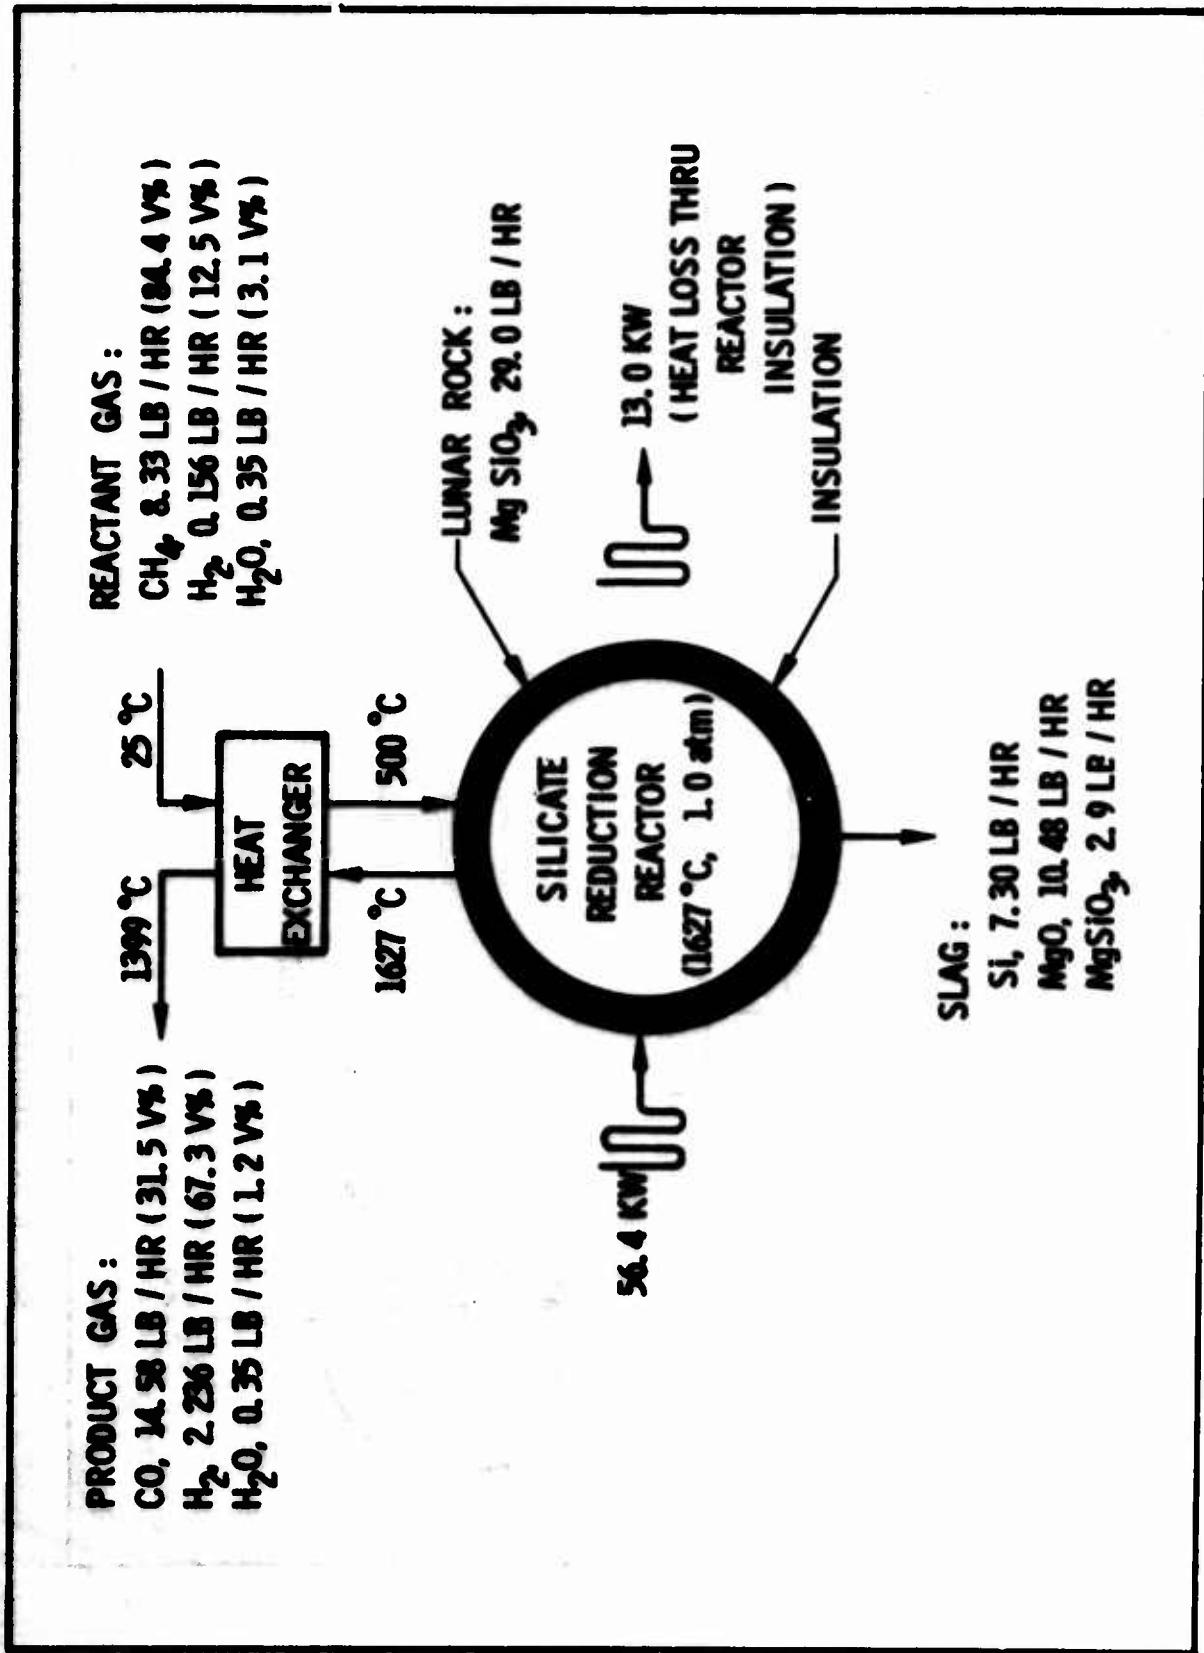 PRODUCT GAS :
CO, 14.58 LB / HR ( 31.5 V% )
H2, 2.236 LB / HR ( 67.3 V% )
H2O, 0.35 LB / HR ( 1.2 V% )
REACTANT GAS :
CH4, 8.33 LB / HR ( 84.4 V% )
H2, 0.156 LB / HR ( 12.5 V% )
H2O, 0.35 LB / HR ( 3.1 V% )
1399 °C
25 °C
HEAT
EXCHANGER
1627 °C
500 °C
LUNAR ROCK :
Mg SiO3, 29.0 LB / HR
SILICATE
REDUCTION
REACTOR
(1627 °C, 1.0 atm )
56.4 KW
13.0 KW
( HEAT LOSS THRU
REACTOR
INSULATION )
INSULATION
SLAG :
Si, 7.30 LB / HR
MgO, 10.48 LB / HR
MgSiO3, 2.9 LB / HR